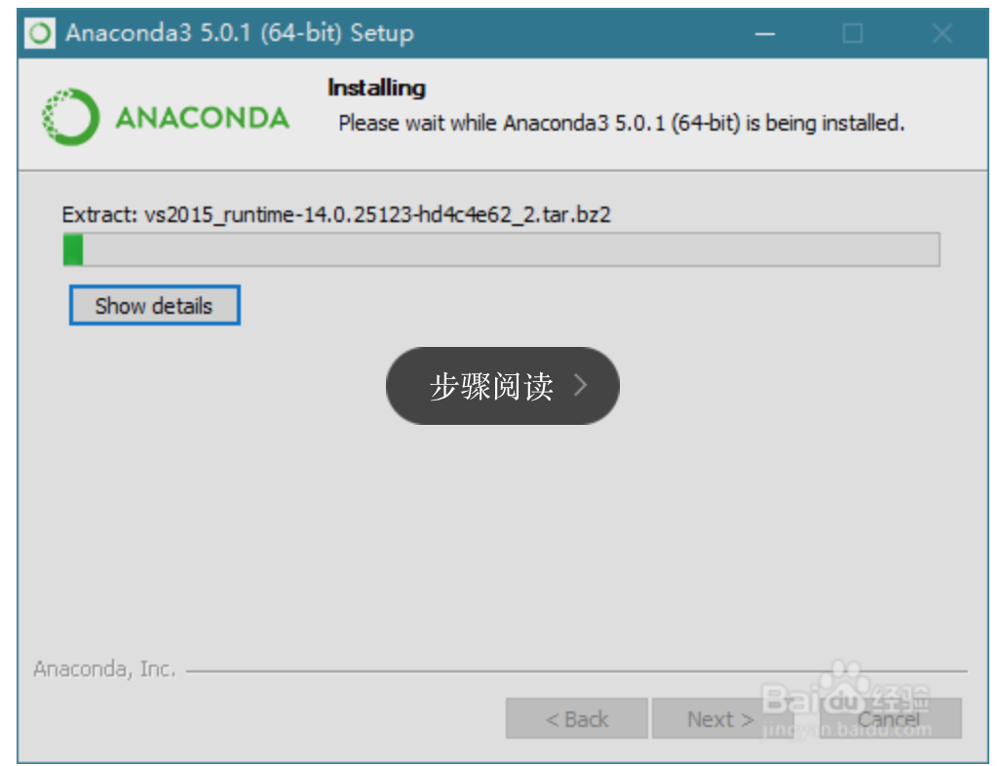 Anaconda3 5.0.1 (64-bit) Setup
ANACONDA
Installing
Please wait while Anaconda3 5.0.1 (64-bit) is being installed.
Extract: vs2015_runtime-14.0.25123-hd4c4e62_2.tar.bz2
Show details
步骤阅读
Anaconda, Inc.
< Back
Next >
Cancel
Baidu 经验
jingyan.baidu.com